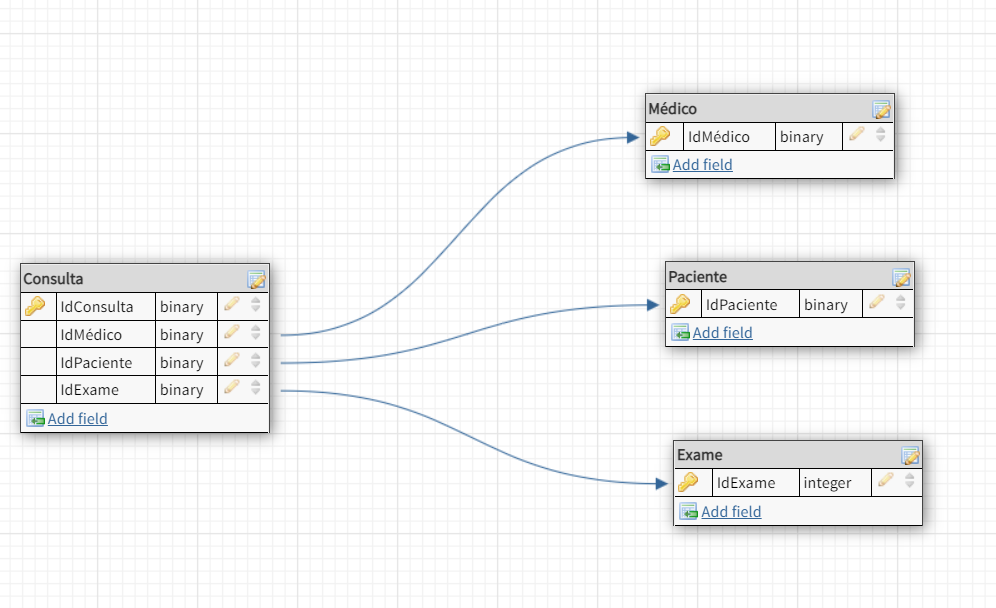 Médico
IdMédico binary
Add field
Consulta
IdConsulta binary
IdMédico binary
IdPaciente binary
IdExame binary
Add field
Paciente
IdPaciente binary
Add field
Exame
IdExame integer
Add field